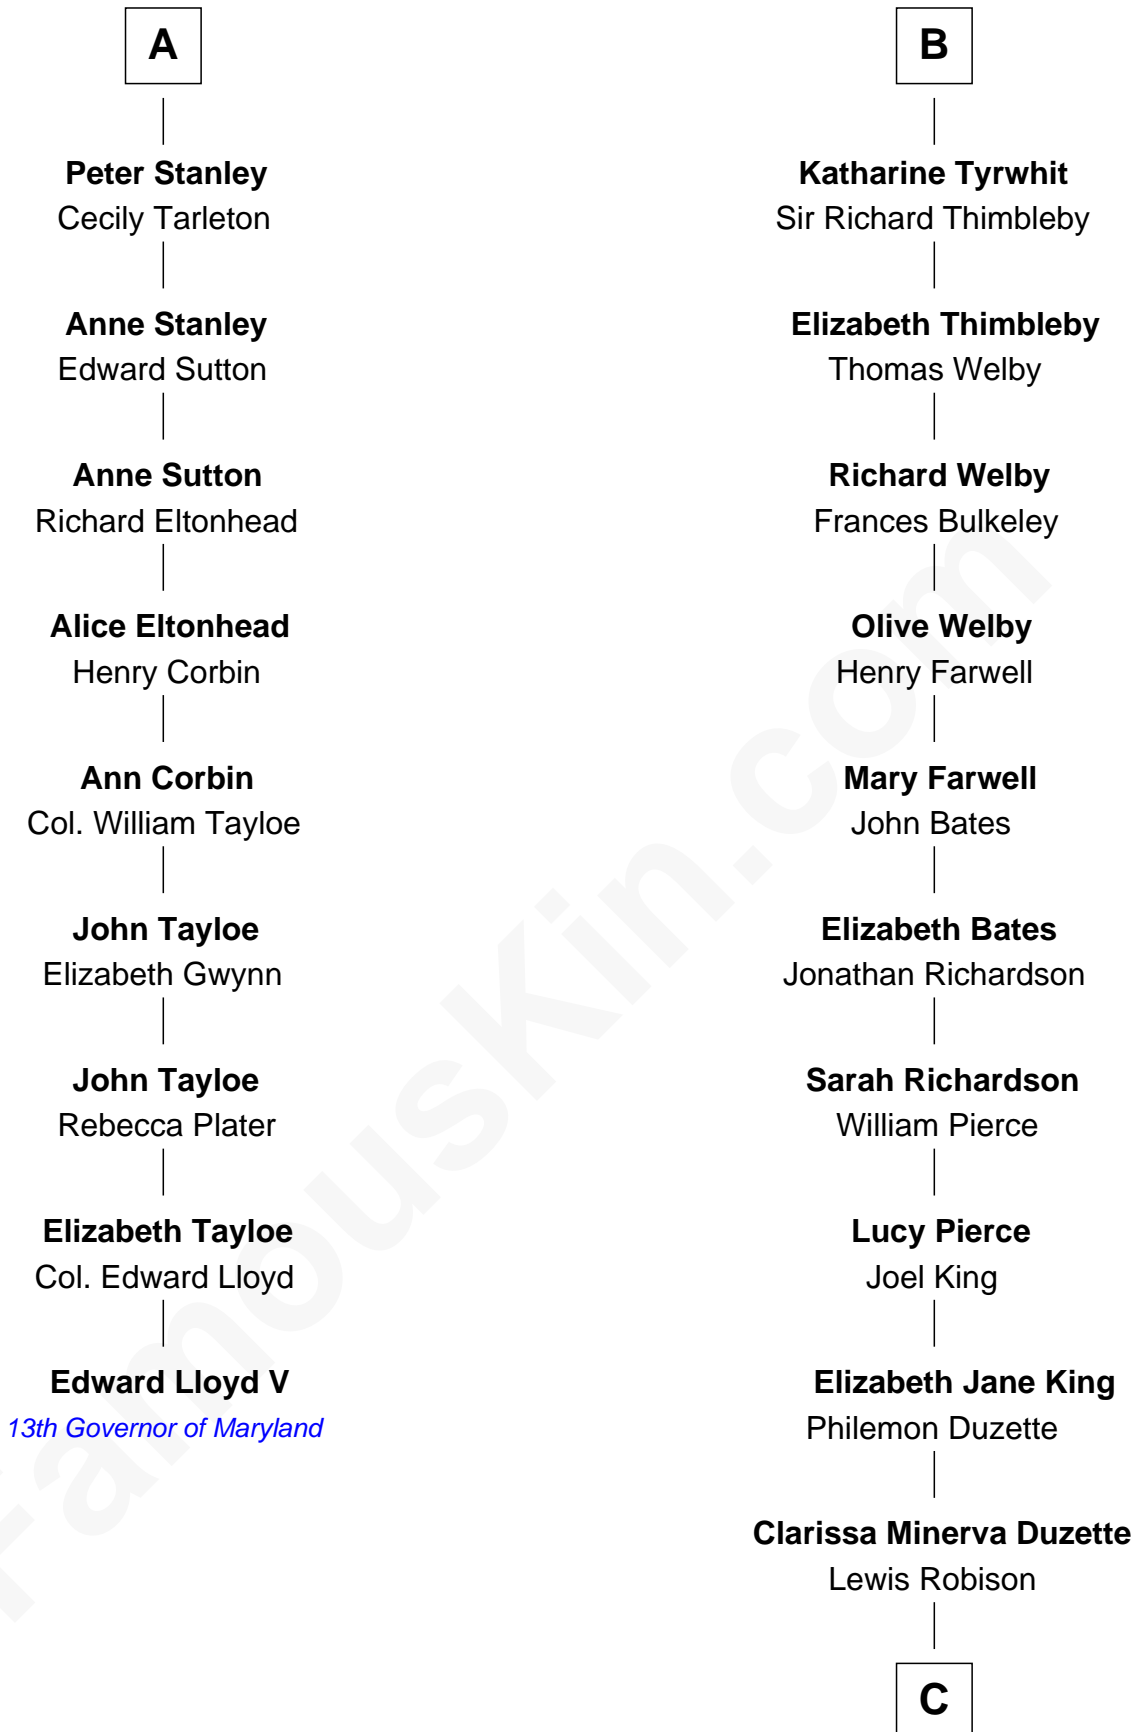 A
Peter Stanley
Cecily Tarleton
Anne Stanley
Edward Sutton
Anne Sutton
Richard Eltonhead
Alice Eltonhead
Henry Corbin
Ann Corbin
Col. William Tayloe
John Tayloe
Elizabeth Gwynn
John Tayloe
Rebecca Plater
Elizabeth Tayloe
Col. Edward Lloyd
Edward Lloyd V
13th Governor of Maryland
B
Katharine Tyrwhit
Sir Richard Thimbleby
Elizabeth Thimbleby
Thomas Welby
Richard Welby
Frances Bulkeley
Olive Welby
Henry Farwell
Mary Farwell
John Bates
Elizabeth Bates
Jonathan Richardson
Sarah Richardson
William Pierce
Lucy Pierce
Joel King
Elizabeth Jane King
Philemon Duzette
Clarissa Minerva Duzette
Lewis Robison
C
FamousKin.com